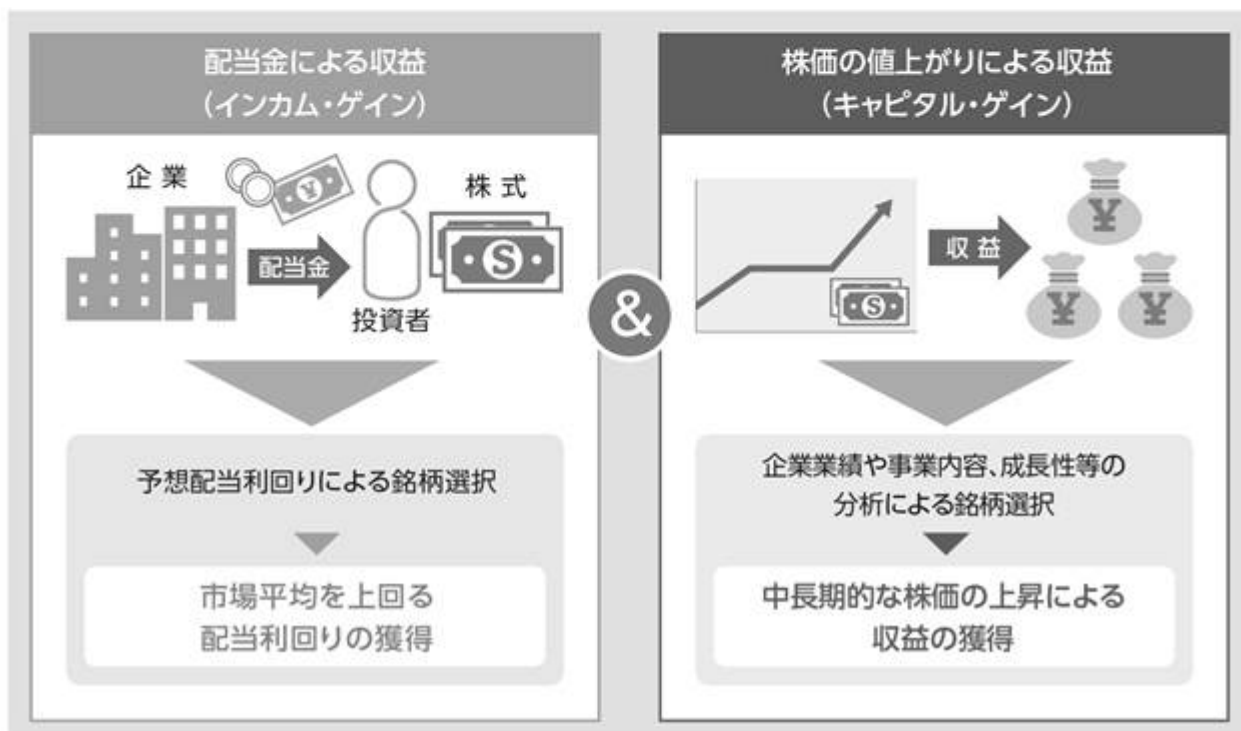 配当金による収益
(インカム・ゲイン)
企業
株式
¥
配当金
S
投資者
予想配当利回りによる銘柄選択
市場平均を上回る
配当利回りの獲得
&
株価の値上がりによる収益
(キャピタル・ゲイン)
¥
収益
S
¥
¥
企業業績や事業内容、成長性等の
分析による銘柄選択
中長期的な株価の上昇による
収益の獲得